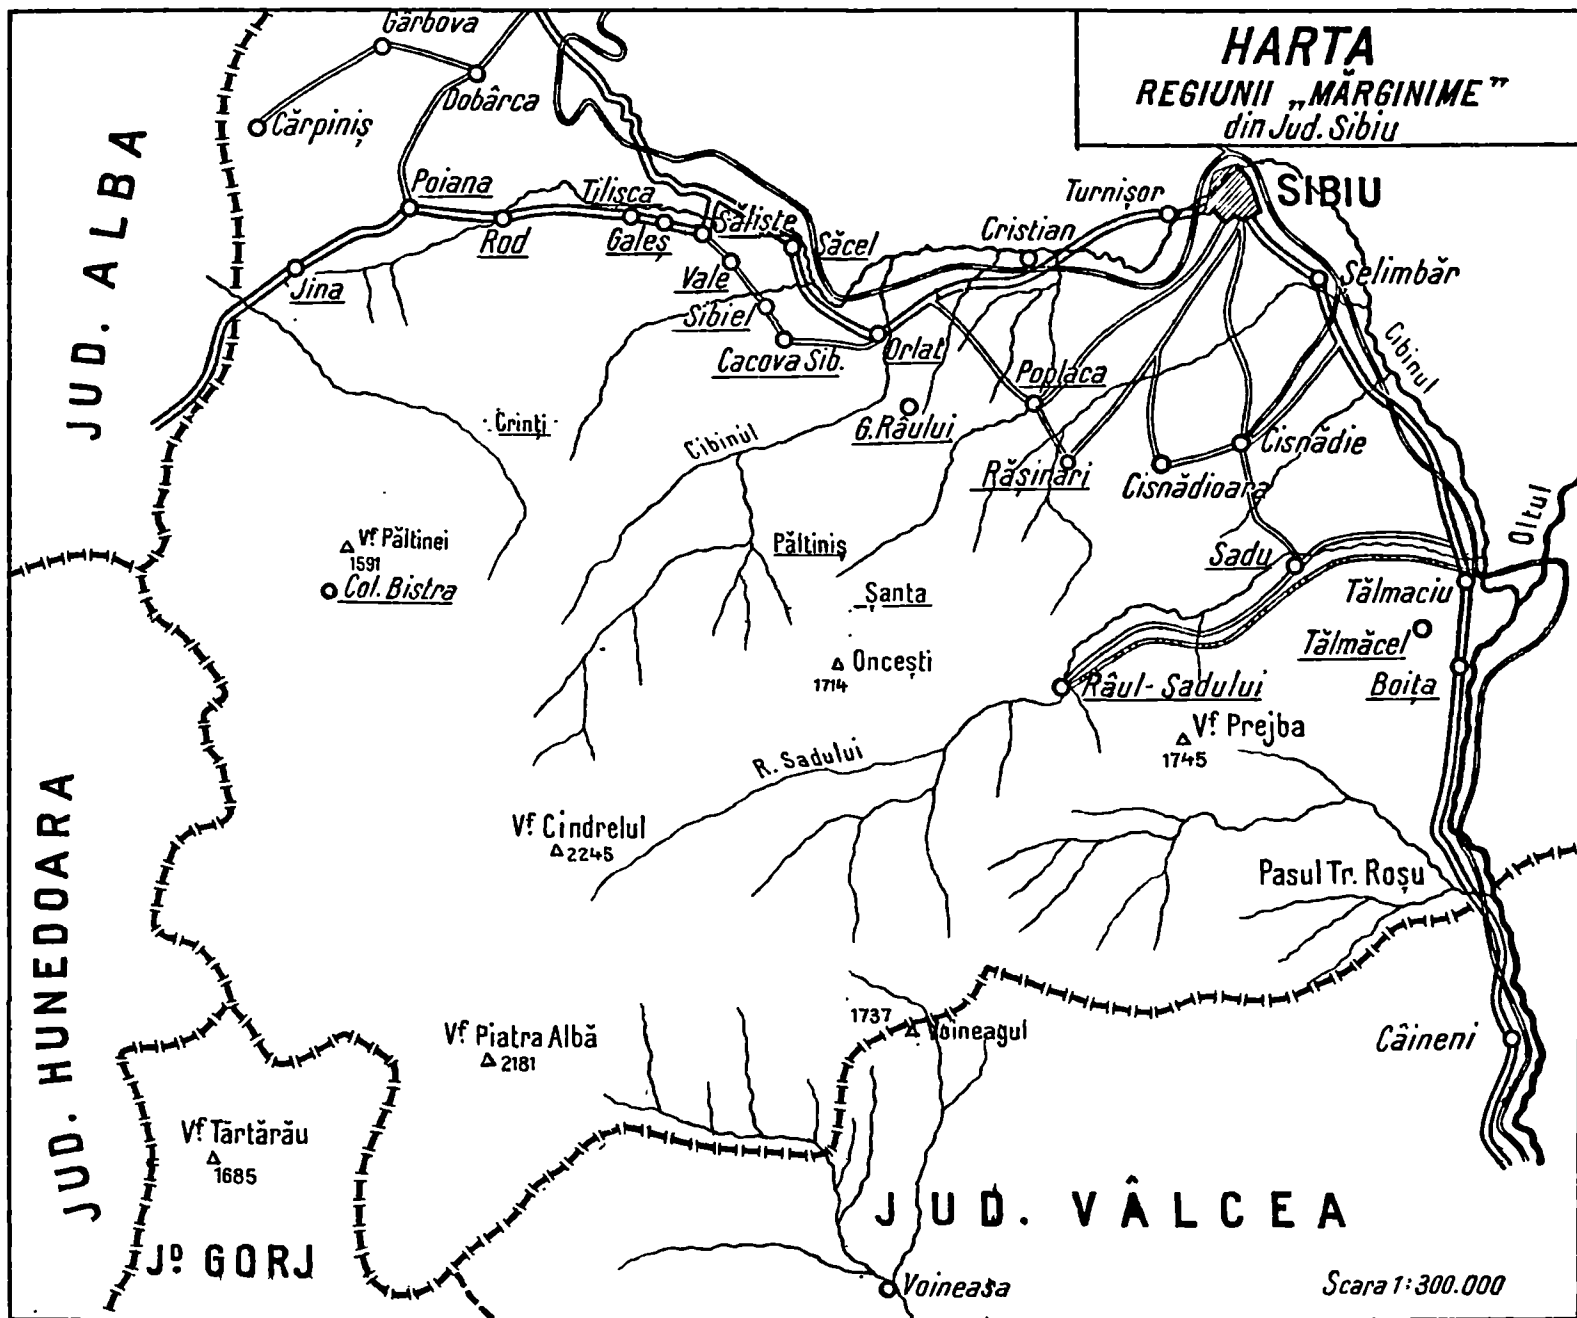 HARTA
REGIUNII „MĂRGINIME”
din Jud. Sibiu
Gârbova
Dobârca
Cărpiniș
JUD. ALBA
Poiana
Tilișca
Turnișor
SIBIU
Rod
Galeș
Săliște
Săcel
Cristian
Jina
Vale
Selimbăr
Sibiel
Cacova Sib.
Orlat
Cibinul
Poplaca
Crinți
G. Râului
Cibinul
Rășinari
Cisnădie
Cisnădioara
Oltul
Vf Păltinei
1591
Păltiniș
Sadu
Col. Bistra
Șanta
Tălmaciu
Tălmăcel
Oncești
1714
Râul-Sadului
Boița
Vf Prejba
1745
R. Sadului
JUD. HUNEDOARA
Vf Cindrelul
2245
Pasul Tr. Roșu
1737
Voineagul
Vf Piatra Albă
2181
Câineni
Vf Tărtărău
1685
JUD. VÂLCEA
JD GORJ
Voineasa
Scara 1:300.000